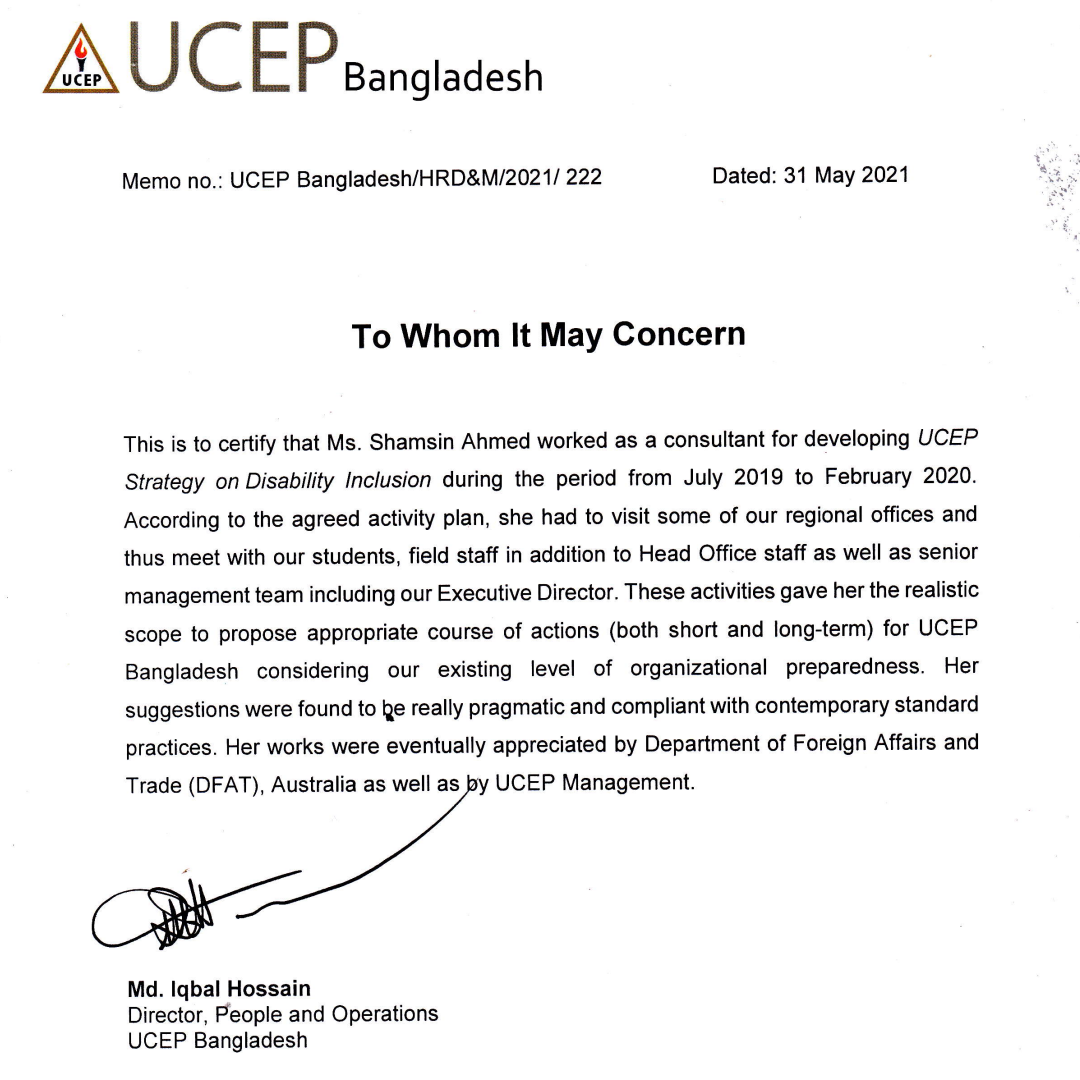 UCEP
UCEP Bangladesh
Memo no.: UCEP Bangladesh/HRD&M/2021/ 222 Dated: 31 May 2021
To Whom It May Concern
This is to certify that Ms. Shamsin Ahmed worked as a consultant for developing UCEP
Strategy on Disability Inclusion during the period from July 2019 to February 2020.
According to the agreed activity plan, she had to visit some of our regional offices and
thus meet with our students, field staff in addition to Head Office staff as well as senior
management team including our Executive Director. These activities gave her the realistic
scope to propose appropriate course of actions (both short and long-term) for UCEP
Bangladesh considering our existing level of organizational preparedness. Her
suggestions were found to be really pragmatic and compliant with contemporary standard
practices. Her works were eventually appreciated by Department of Foreign Affairs and
Trade (DFAT), Australia as well as by UCEP Management.
Md. Iqbal Hossain
Director, People and Operations
UCEP Bangladesh